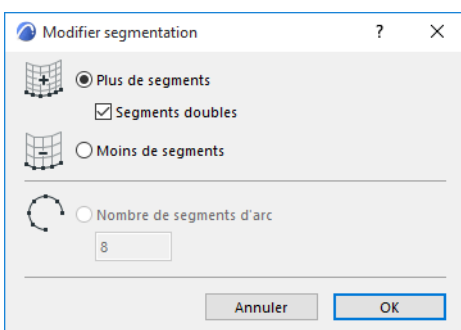 Modifier segmentation
Plus de segments
Segments doubles
Moins de segments
Nombre de segments d'arc
8
Annuler
OK